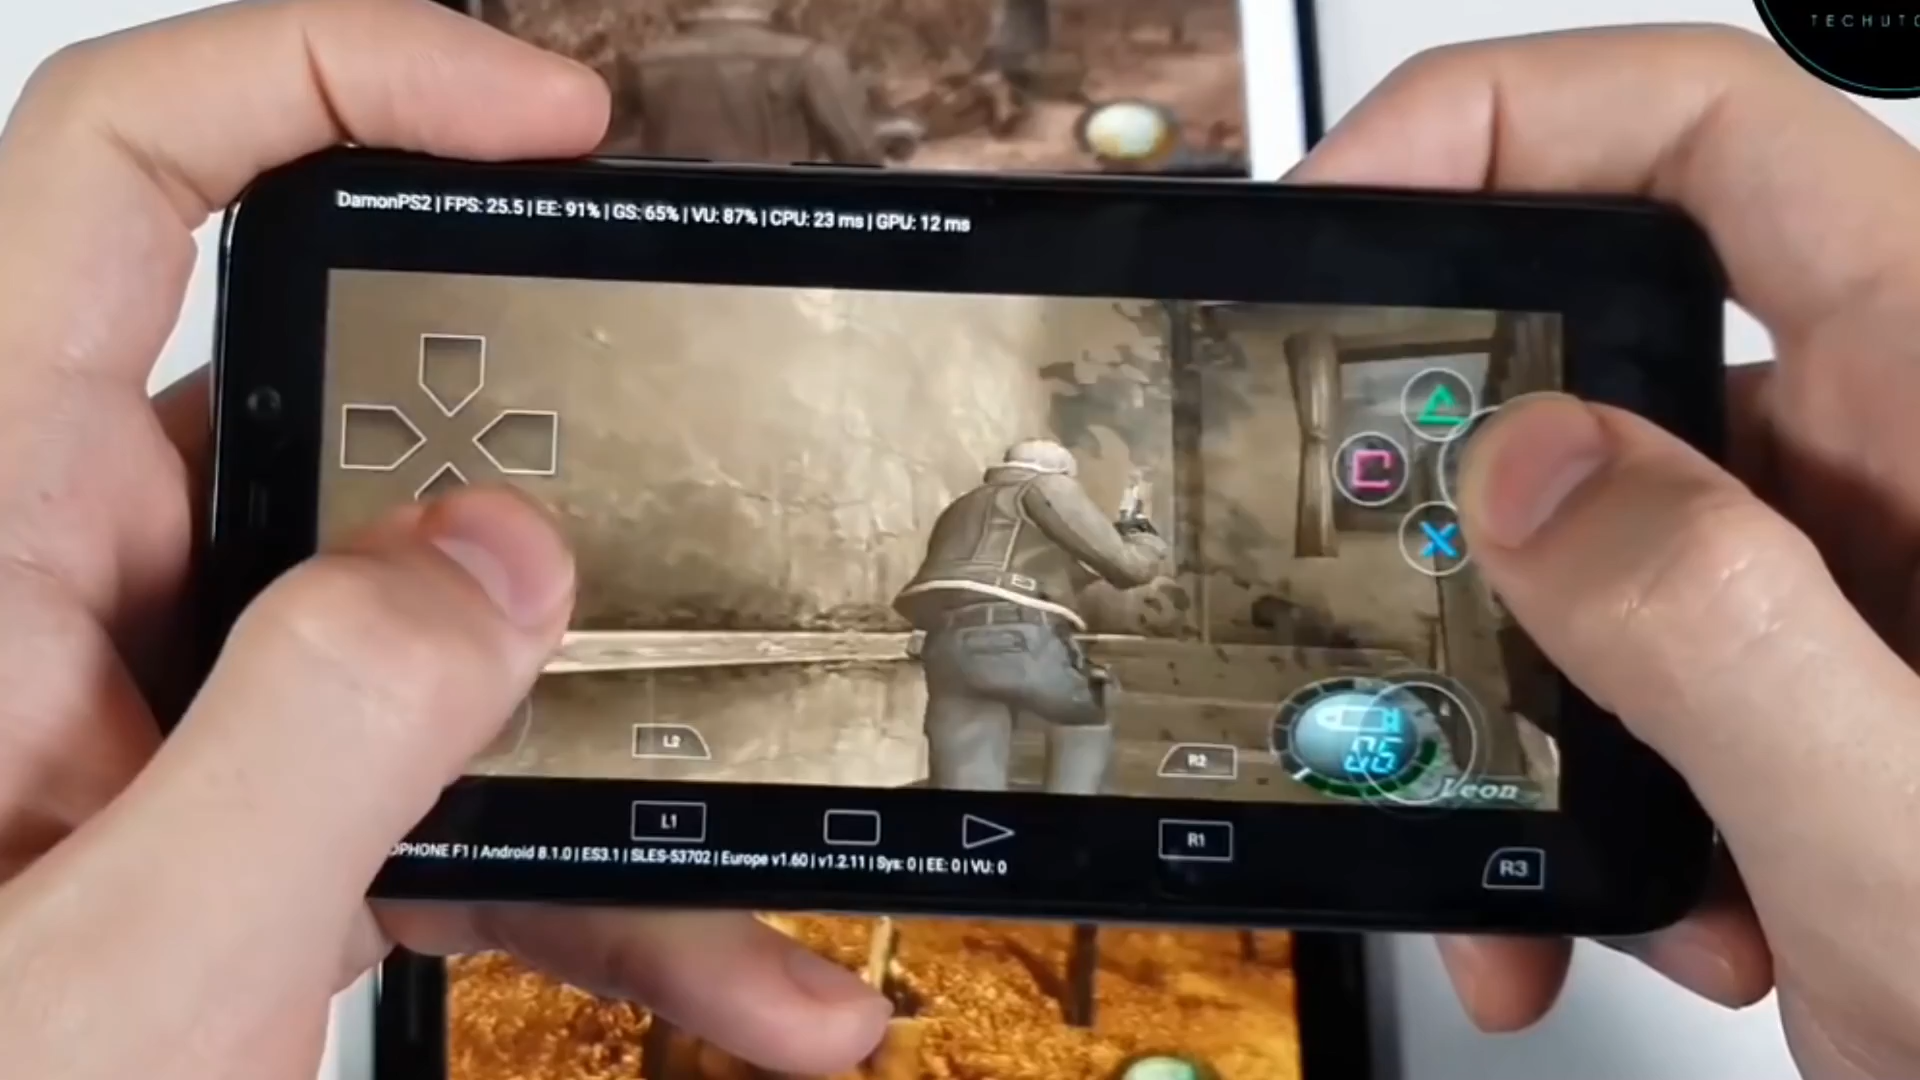 TECHUTO
DamonPS2 | FPS: 25.5 | EE: 91% | GS: 65% | VU: 87% | CPU: 23 ms | GPU: 12 ms
L2
R2
06
Leon
L1
R1
R3
OPHONE F1 | Android 8.1.0 | ES3.1 | SLES-53702 | Europe v1.60 | v1.2.11 | Sys: 0 | EE: 0 | VU: 0